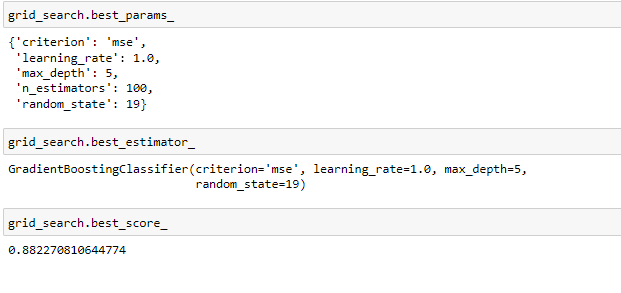 grid_search.best_params_
{'criterion': 'mse',
'learning_rate': 1.0,
'max_depth': 5,
'n_estimators': 100,
'random_state': 19}
grid_search.best_estimator_
GradientBoostingClassifier(criterion='mse', learning_rate=1.0, max_depth=5,
random_state=19)
grid_search.best_score_
0.882270810644774